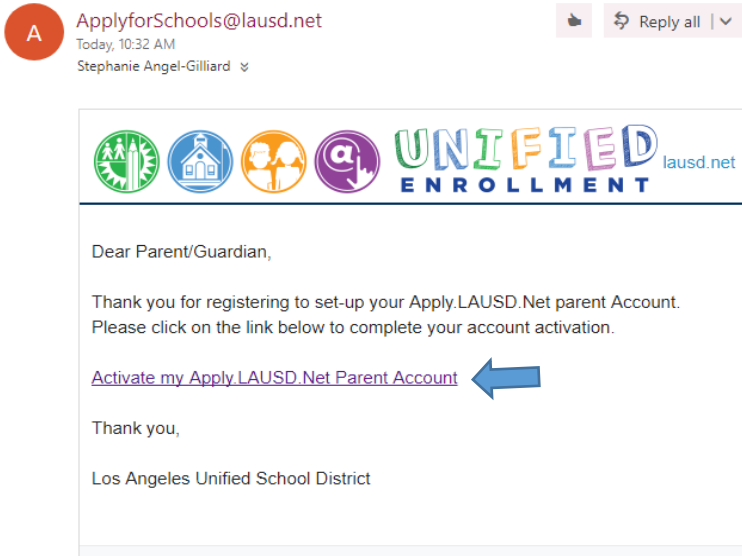 A
ApplyforSchools@lausd.net
Today, 10:32 AM
Stephanie Angel-Gilliard
Reply all
@
UNIFIED
ENROLLMENT
lausd.net
Dear Parent/Guardian,
Thank you for registering to set-up your Apply.LAUSD.Net parent Account.
Please click on the link below to complete your account activation.
Activate my Apply.LAUSD.Net Parent Account
Thank you,
Los Angeles Unified School District